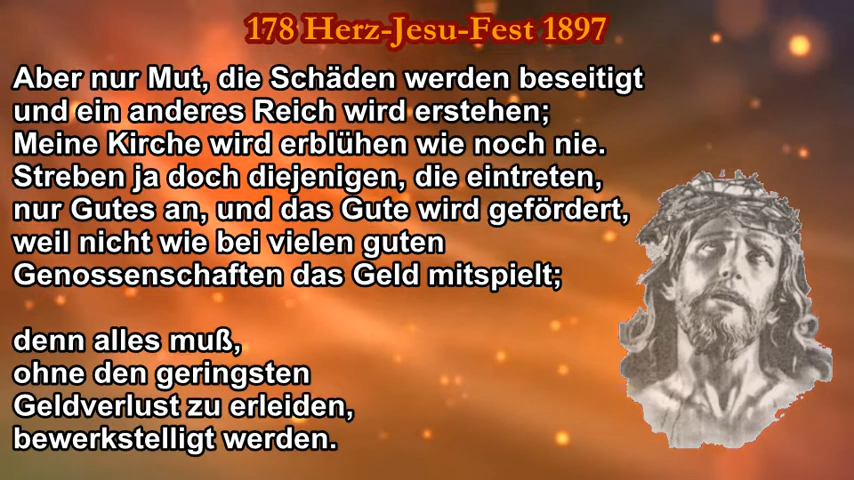 178 Herz-Jesu-Fest 1897
Aber nur Mut, die Schäden werden beseitigt
und ein anderes Reich wird erstehen;
Meine Kirche wird erblühen wie noch nie.
Streben ja doch diejenigen, die eintreten,
nur Gutes an, und das Gute wird gefördert,
weil nicht wie bei vielen guten
Genossenschaften das Geld mitspielt;
denn alles muß,
ohne den geringsten
Geldverlust zu erleiden,
bewerkstelligt werden.